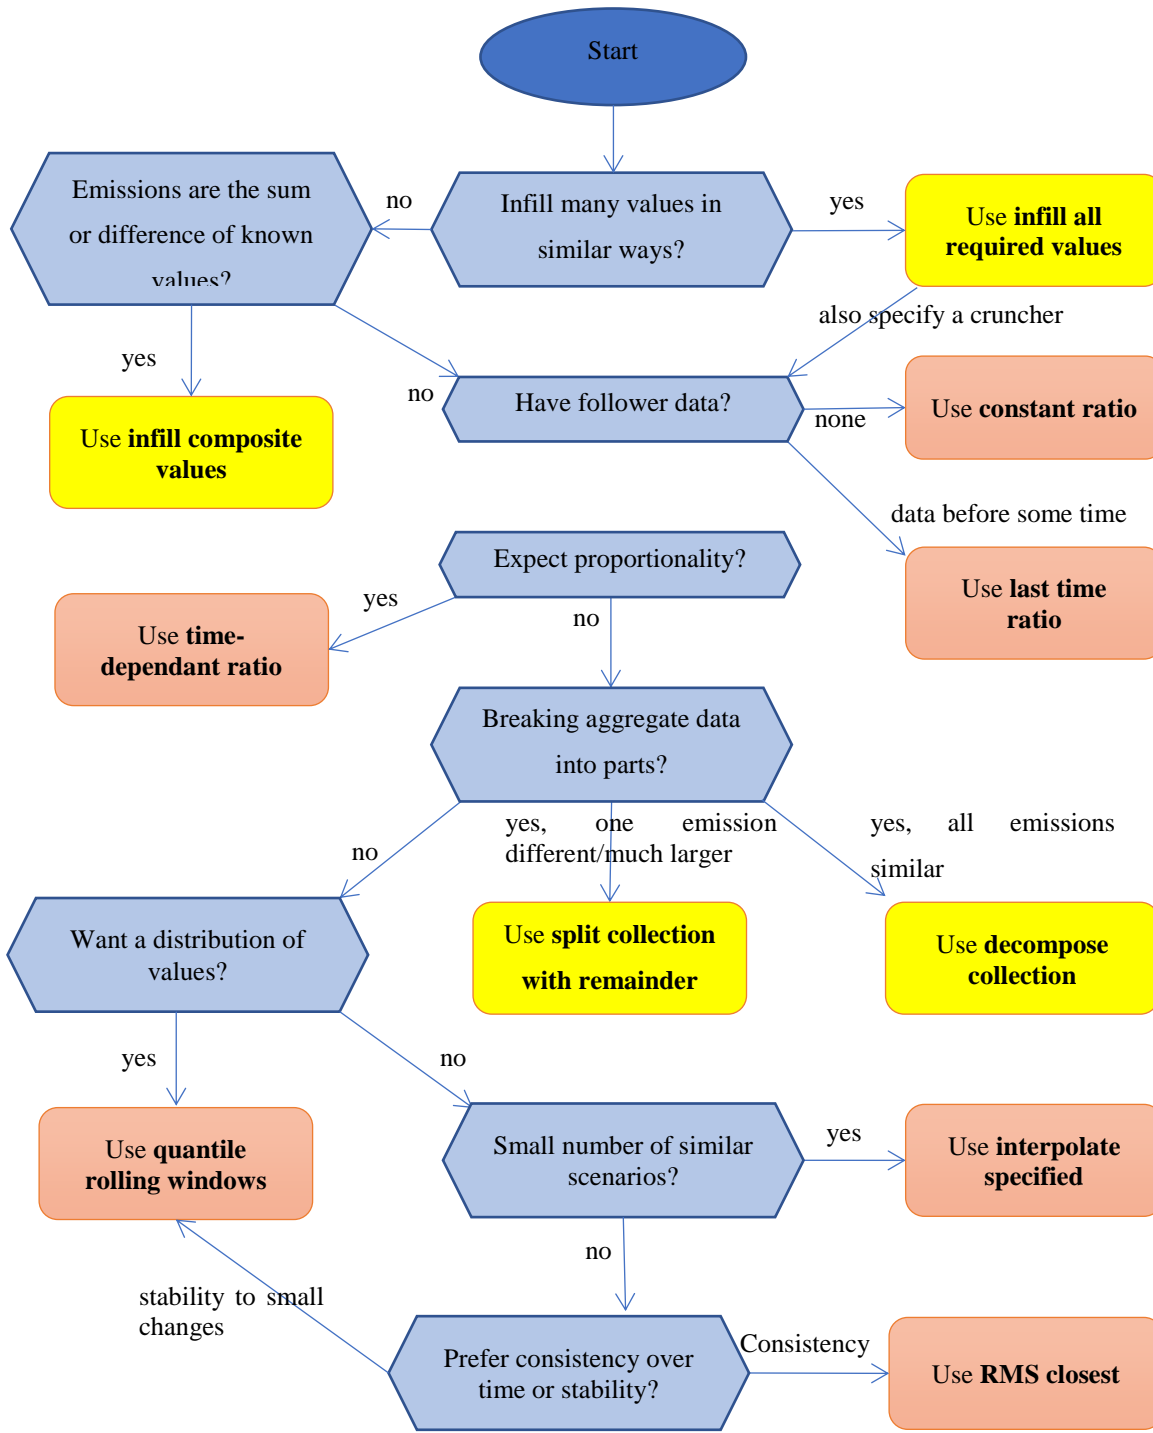 Start
Emissions are the sum
or difference of known
values?
no
Infill many values in
similar ways?
yes
Use infill all
required values
also specify a cruncher
yes
no
Have follower data?
none
Use constant ratio
Use infill composite
values
data before some time
Expect proportionality?
yes
no
Use last time
ratio
Use time-
dependant ratio
Breaking aggregate data
into parts?
no
yes, one emission
different/much larger
yes, all emissions
similar
Want a distribution of
values?
Use split collection
with remainder
Use decompose
collection
yes
no
Use quantile
rolling windows
Small number of similar
scenarios?
yes
Use interpolate
specified
no
stability to small
changes
Prefer consistency over
time or stability?
Consistency
Use RMS closest